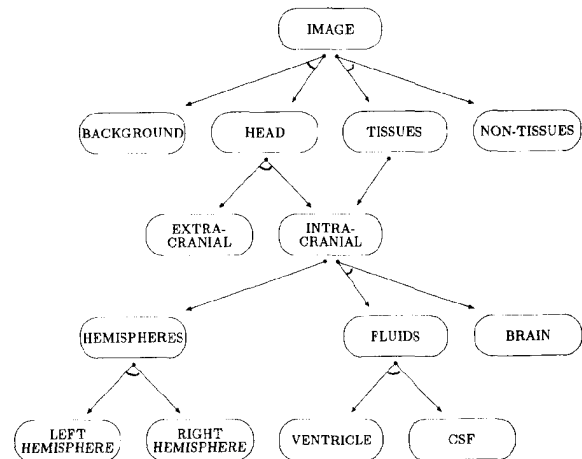 IMAGE
BACKGROUND
HEAD
TISSUES
NON-TISSUES
EXTRA-
CRANIAL
INTRA-
CRANIAL
HEMISPHERES
FLUIDS
BRAIN
LEFT
HEMISPHERE
RIGHT
HEMISPHERE
VENTRICLE
CSF